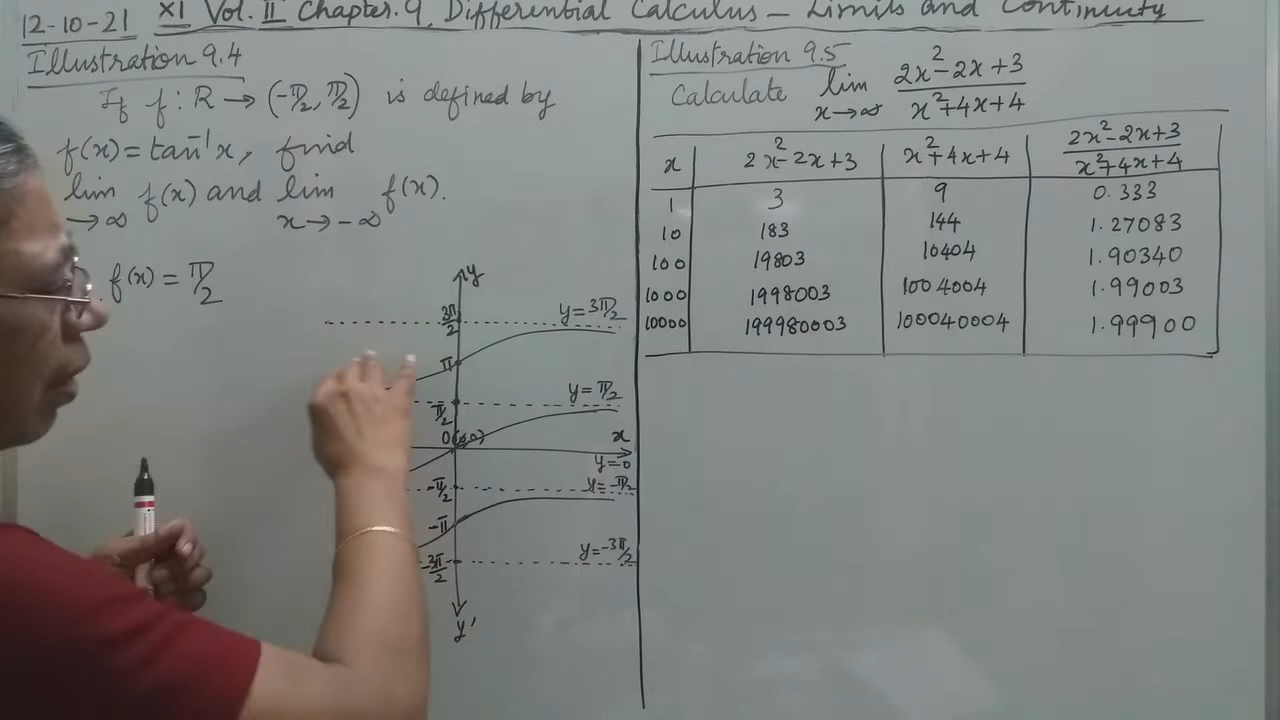 12-10-21 XI Vol. II Chapter.9 Differential Calculus - Limits and Continuity
Illustration 9.4
If f : R → (-π/2, π/2) is defined by
f(x) = tan⁻¹x, find
lim f(x) and lim f(x).
→∞ x→-∞
f(x) = π/2
y
3π/2
y = 3π/2
π
y = π/2
π/2
0(0,0)
x
y=0
-π/2
y = -π/2
-π
-3π/2
y = -3π/2
y'
Illustration 9.5
Calculate lim x→∞ (2x²-2x+3)/(x²+4x+4)
x 2x²-2x+3 x²+4x+4 (2x²-2x+3)/(x²+4x+4)
1 3 9 0.333
10 183 144 1.27083
100 19803 10404 1.90340
1000 1998003 1004004 1.99003
10000 199980003 100040004 1.99900